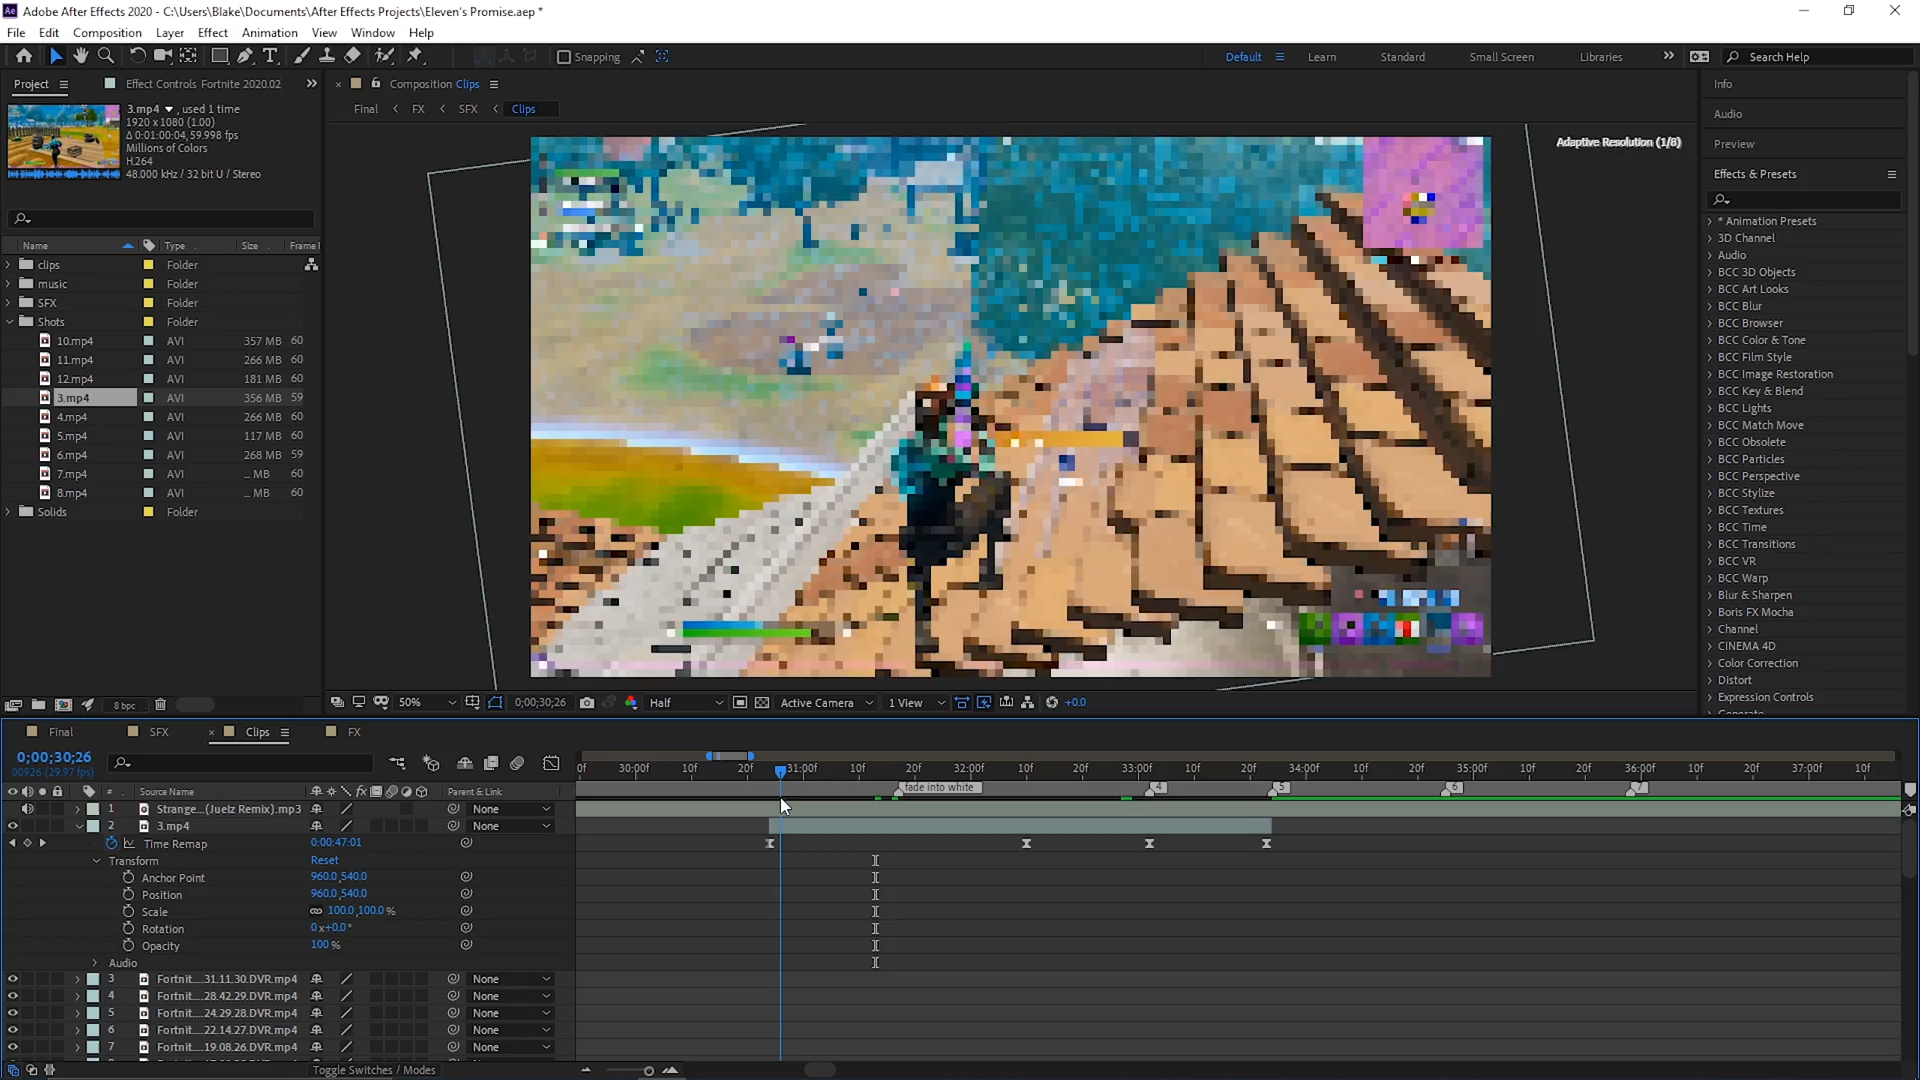 Adobe After Effects 2020 - C:\Users\Blake\Documents\After Effects Projects\Eleven's Promise.aep *
File Edit Composition Layer Effect Animation View Window Help
Snapping
Default Learn Standard Small Screen Libraries Search Help
Project Effect Controls Fortnite 2020.02
Composition Clips
Final FX SFX Clips
3.mp4 , used 1 time
1920 x 1080 (1.00)
Δ 0:01:00:04, 59.998 fps
Millions of Colors
H.264
48.000 kHz / 32 bit U / Stereo
Name Type Size Frame
clips Folder
music Folder
SFX Folder
Shots Folder
10.mp4 AVI 357 MB 60
11.mp4 AVI 266 MB 60
12.mp4 AVI 181 MB 60
3.mp4 AVI 356 MB 59
4.mp4 AVI 266 MB 60
5.mp4 AVI 117 MB 60
6.mp4 AVI 268 MB 59
7.mp4 AVI ... MB 60
8.mp4 AVI ... MB 60
Solids Folder
8 bpc
Adaptive Resolution (1/8)
50% 0;00;30;26 Half Active Camera 1 View +0.0
Info
Audio
Preview
Effects & Presets
* Animation Presets
3D Channel
Audio
BCC 3D Objects
BCC Art Looks
BCC Blur
BCC Browser
BCC Color & Tone
BCC Film Style
BCC Image Restoration
BCC Key & Blend
BCC Lights
BCC Match Move
BCC Obsolete
BCC Particles
BCC Perspective
BCC Stylize
BCC Textures
BCC Time
BCC Transitions
BCC VR
BCC Warp
Blur & Sharpen
Boris FX Mocha
Channel
CINEMA 4D
Color Correction
Distort
Expression Controls
Generate
Final SFX Clips FX
0;00;30;26
00926 (29.97 fps)
0f 30:00f 10f 20f 31:00f 10f 20f 32:00f 10f 20f 33:00f 10f 20f 34:00f 10f 20f 35:00f 10f 20f 36:00f 10f 20f 37:00f 10f
fade into white 4 5 6 7
# Source Name fx Parent & Link
1 Strange...(Juelz Remix).mp3 None
2 3.mp4 None
Time Remap 0:00:47:01
Transform Reset
Anchor Point 960.0,540.0
Position 960.0,540.0
Scale 100.0,100.0 %
Rotation 0 x+0.0 °
Opacity 100 %
Audio
3 Fortnit....31.11.30.DVR.mp4 None
4 Fortnit....28.42.29.DVR.mp4 None
5 Fortnit....24.29.28.DVR.mp4 None
6 Fortnit....22.14.27.DVR.mp4 None
7 Fortnit....19.08.26.DVR.mp4 None
Toggle Switches / Modes